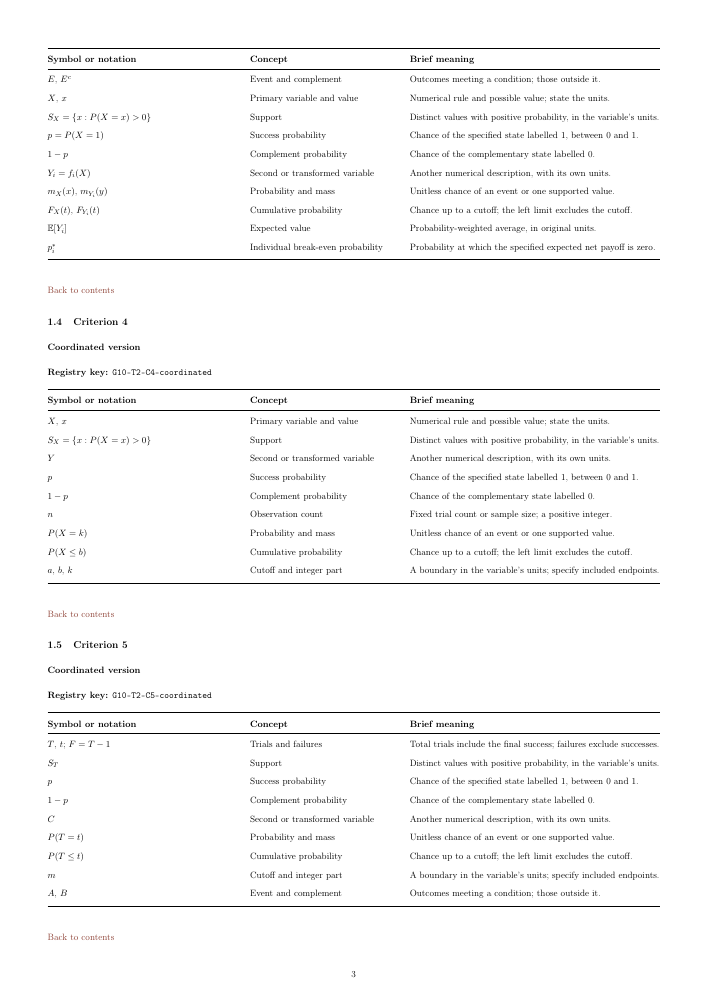 Symbol or notation Concept Brief meaning
E, Eᶜ Event and complement Outcomes meeting a condition; those outside it.
X, x Primary variable and value Numerical rule and possible value; state the units.
S_X = {x : P(X = x) > 0} Support Distinct values with positive probability, in the variable's units.
p = P(X = 1) Success probability Chance of the specified state labelled 1, between 0 and 1.
1 − p Complement probability Chance of the complementary state labelled 0.
Y_i = f_i(X) Second or transformed variable Another numerical description, with its own units.
m_X(x), m_{Y_i}(y) Probability and mass Unitless chance of an event or one supported value.
F_X(t), F_{Y_i}(t) Cumulative probability Chance up to a cutoff; the left limit excludes the cutoff.
𝔼[Y_i] Expected value Probability-weighted average, in original units.
p_i^* Individual break-even probability Probability at which the specified expected net payoff is zero.
Back to contents
1.4 Criterion 4
Coordinated version
Registry key: G10-T2-C4-coordinated
Symbol or notation Concept Brief meaning
X, x Primary variable and value Numerical rule and possible value; state the units.
S_X = {x : P(X = x) > 0} Support Distinct values with positive probability, in the variable's units.
Y Second or transformed variable Another numerical description, with its own units.
p Success probability Chance of the specified state labelled 1, between 0 and 1.
1 − p Complement probability Chance of the complementary state labelled 0.
n Observation count Fixed trial count or sample size; a positive integer.
P(X = k) Probability and mass Unitless chance of an event or one supported value.
P(X ≤ b) Cumulative probability Chance up to a cutoff; the left limit excludes the cutoff.
a, b, k Cutoff and integer part A boundary in the variable's units; specify included endpoints.
Back to contents
1.5 Criterion 5
Coordinated version
Registry key: G10-T2-C5-coordinated
Symbol or notation Concept Brief meaning
T, t; F = T − 1 Trials and failures Total trials include the final success; failures exclude successes.
S_T Support Distinct values with positive probability, in the variable's units.
p Success probability Chance of the specified state labelled 1, between 0 and 1.
1 − p Complement probability Chance of the complementary state labelled 0.
C Second or transformed variable Another numerical description, with its own units.
P(T = t) Probability and mass Unitless chance of an event or one supported value.
P(T ≤ t) Cumulative probability Chance up to a cutoff; the left limit excludes the cutoff.
m Cutoff and integer part A boundary in the variable's units; specify included endpoints.
A, B Event and complement Outcomes meeting a condition; those outside it.
Back to contents
3